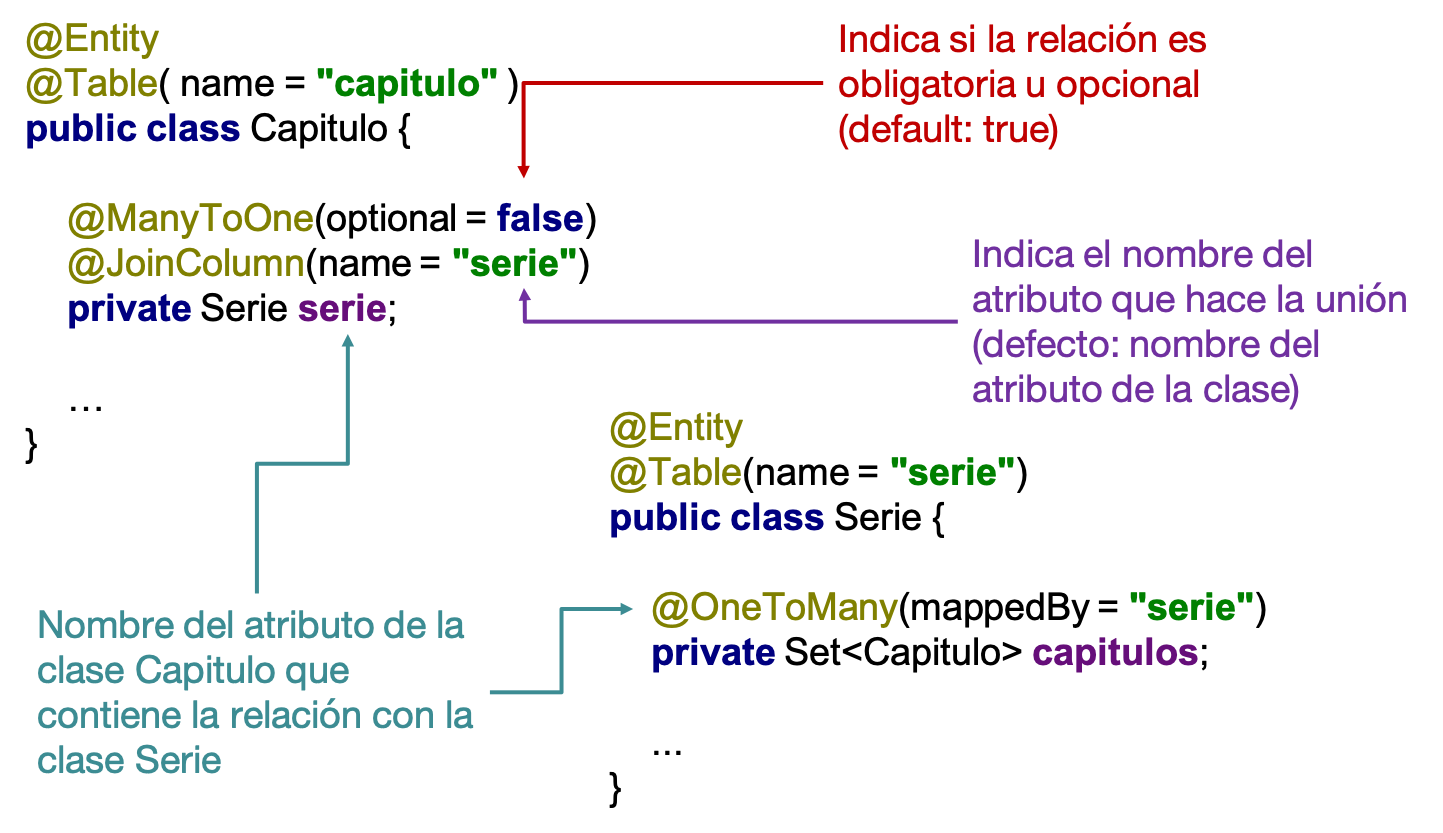 @Entity
@Table( name = "capitulo" )
public class Capitulo {
@ManyToOne(optional = false)
@JoinColumn(name = "serie")
private Serie serie;
…
}
Indica si la relación es
obligatoria u opcional
(default: true)
Indica el nombre del
atributo que hace la unión
(defecto: nombre del
atributo de la clase)
@Entity
@Table(name = "serie")
public class Serie {
@OneToMany(mappedBy = "serie")
private Set<Capitulo> capitulos;
...
}
Nombre del atributo de la
clase Capitulo que
contiene la relación con la
clase Serie